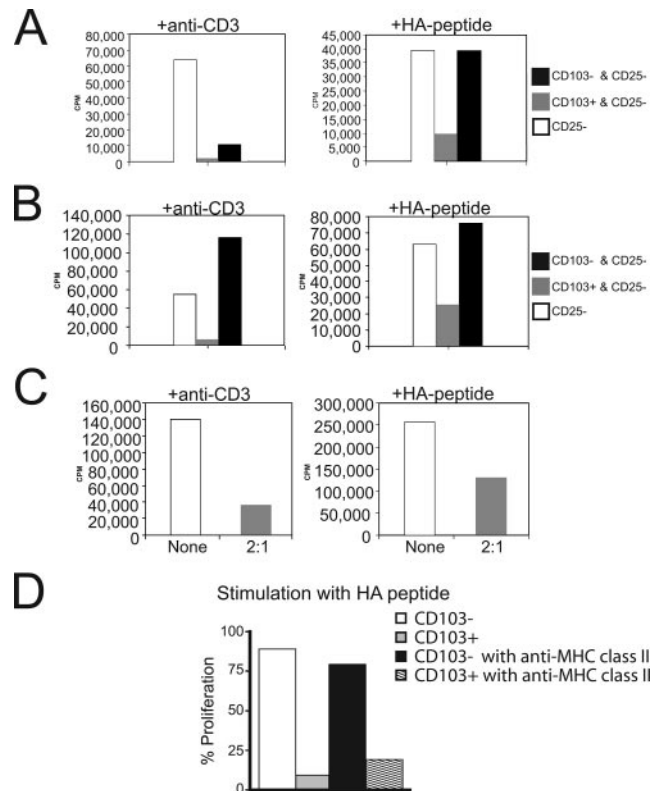 A
+anti-CD3
80,000
70,000
60,000
50,000
40,000
30,000
20,000
10,000
0
CPM
+HA-peptide
45,000
40,000
35,000
30,000
25,000
20,000
15,000
10,000
5,000
0
CPM
CD103- & CD25-
CD103+ & CD25-
CD25-
B
+anti-CD3
140,000
120,000
100,000
80,000
60,000
40,000
20,000
0
CPM
+HA-peptide
80,000
70,000
60,000
50,000
40,000
30,000
20,000
10,000
0
CPM
CD103- & CD25-
CD103+ & CD25-
CD25-
C
+anti-CD3
160,000
140,000
120,000
100,000
80,000
60,000
40,000
20,000
0
CPM
None 2:1
+HA-peptide
300,000
250,000
200,000
150,000
100,000
50,000
0
CPM
None 2:1
D
Stimulation with HA peptide
CD103-
CD103+
CD103- with anti-MHC class II
CD103+ with anti-MHC class II
100
75
50
25
0
% Proliferation